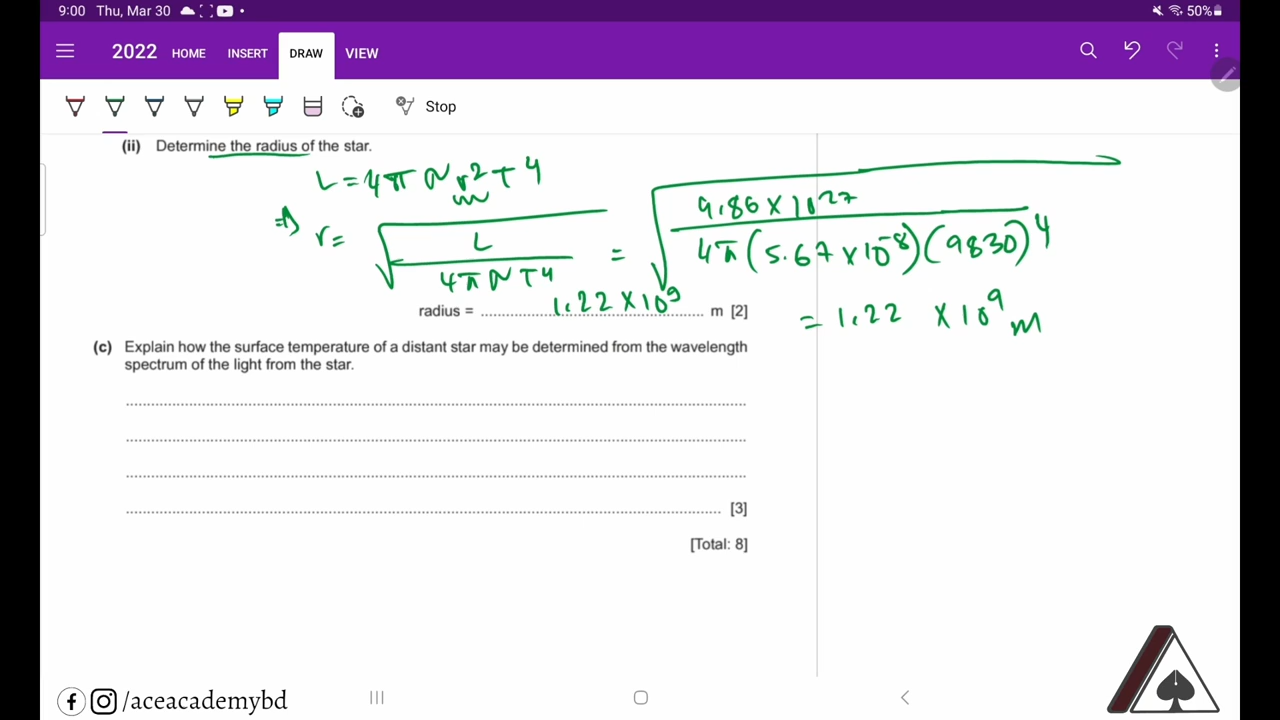 9:00 Thu, Mar 30 50%
2022 HOME INSERT DRAW VIEW
Stop
(ii) Determine the radius of the star.
L = 4π σ r² T 4
⇒ r = √ L / 4π σ T4 = √ 9.86 × 10²⁷ / 4π (5.67 × 10⁻⁸) (9830)⁴
radius = 1.22 × 10⁹ m [2]
= 1.22 × 10⁹ m
(c) Explain how the surface temperature of a distant star may be determined from the wavelength
spectrum of the light from the star.
[3]
[Total: 8]
/aceacademybd